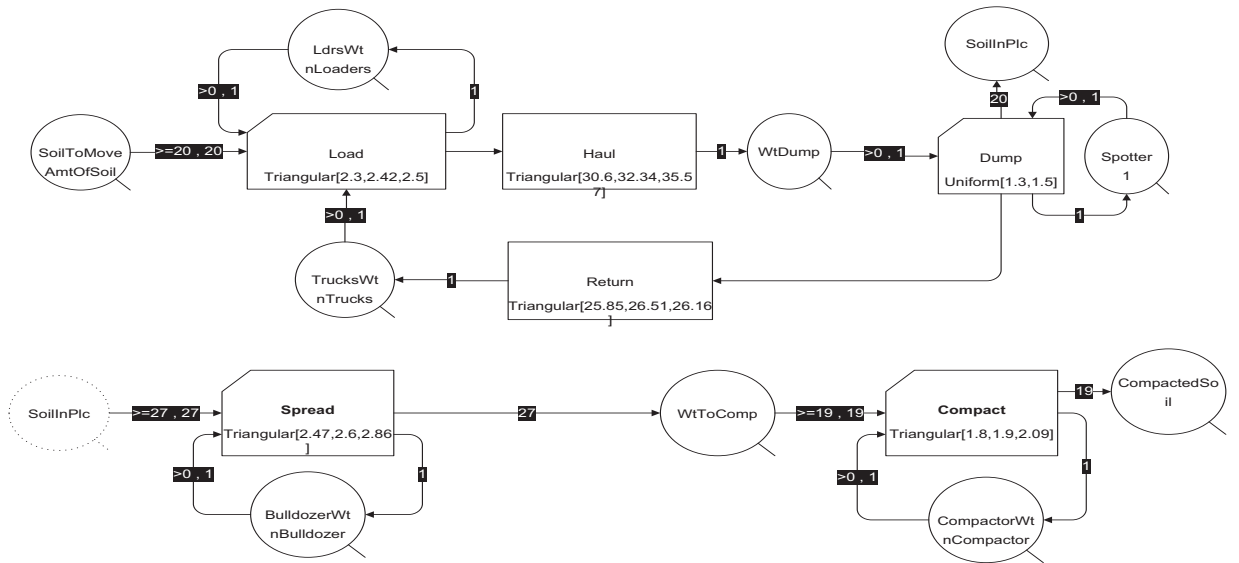 LdrsWt
nLoaders
SoilInPlc
>0 , 1
1
20
>0 , 1
SoilToMove
AmtOfSoil
>=20 , 20
Load
Triangular[2.3,2.42,2.5]
Haul
Triangular[30.6,32.34,35.5
7]
1
WtDump
>0 , 1
Dump
Uniform[1.3,1.5]
Spotter
1
>0 , 1
1
TrucksWt
nTrucks
1
Return
Triangular[25.85,26.51,26.16
]
SoilInPlc
>=27 , 27
Spread
Triangular[2.47,2.6,2.86
]
27
WtToComp
>=19 , 19
Compact
Triangular[1.8,1.9,2.09]
19
CompactedSo
il
>0 , 1
1
>0 , 1
1
BulldozerWt
nBulldozer
CompactorWt
nCompactor